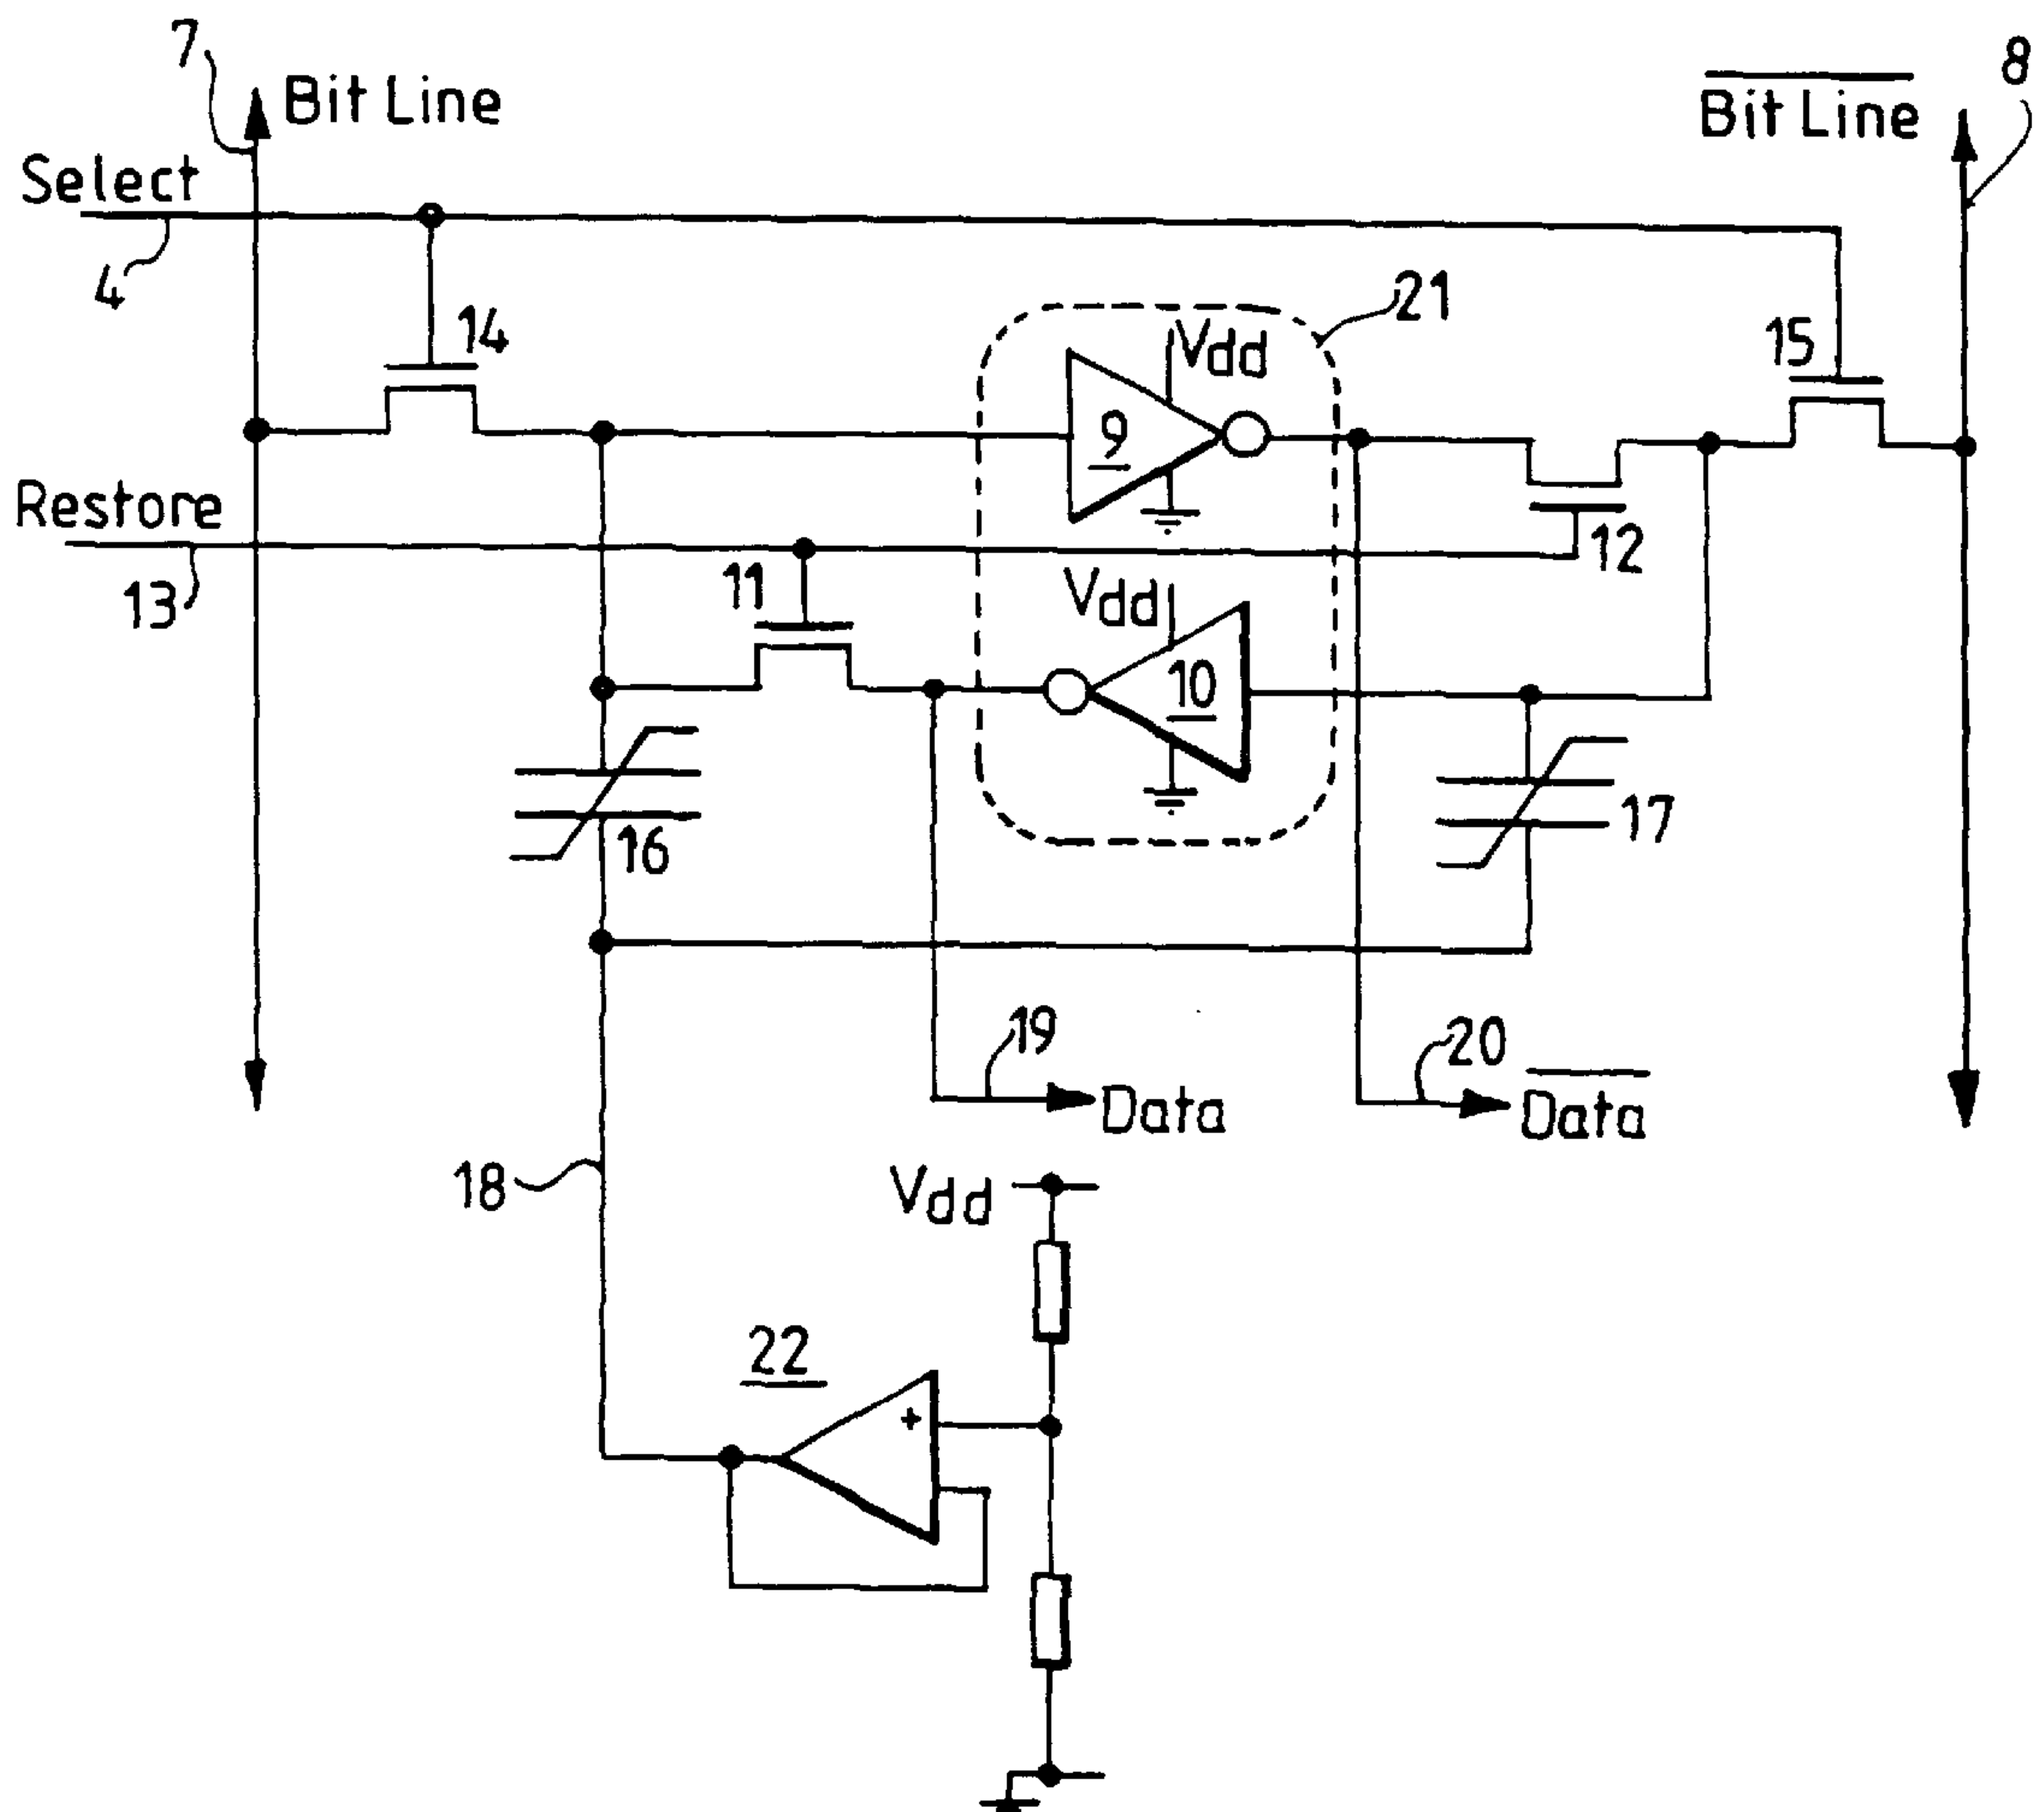 7
Bit Line
Bit Line
8
Select
4
14
21
15
Vdd
9
Restore
13
11
12
Vdd
10
16
17
19
20
Data
Data
18
Vdd
22
+